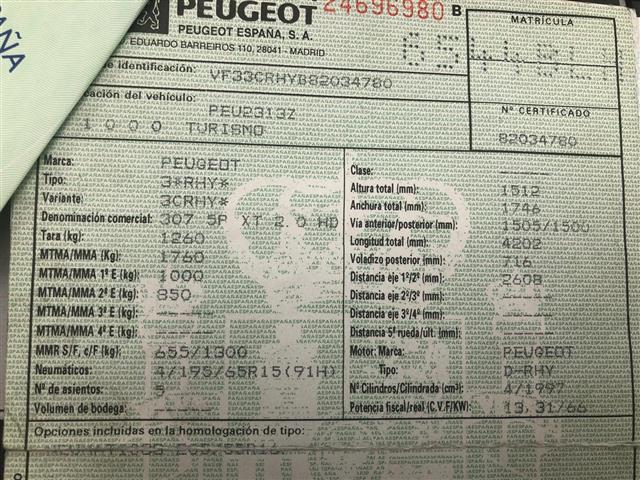 AÑA
PEUGEOT 24696980 B
PEUGEOT ESPAÑA, S. A.
EDUARDO BARREIROS 110, 28041 - MADRID
MATRÍCULA
de identificación: VF33CRHYB82034780
cación del vehículo: PEU2313Z
1000 TURISMO
Nº CERTIFICADO
82034780
Marca: PEUGEOT
Tipo: 3*RHY*
Variante: 3CRHY*
Denominación comercial: 307 5P XT 2.0 HD
Tara (kg): 1260
MTMA/MMA (Kg): 1760
MTMA/MMA 1º E (kg): 1000
MTMA/MMA 2º E (kg): 850
MTMA/MMA 3º E (kg): -----
MTMA/MMA 4º E (kg): -----
MMR S/F, c/F (kg): 655/1300
Neumáticos: 4/195/65R15(91H)
Nº de asientos: 5
Volumen de bodega: -----
Clase: -----
Altura total (mm): 1512
Anchura total (mm): 1746
Vía anterior/posterior (mm): 1505/1500
Longitud total (mm): 4202
Voladizo posterior (mm): 716
Distancia eje 1º/2º (mm): 2608
Distancia eje 2º/3º (mm): -----
Distancia eje 3º/4º (mm): -----
Distancia 5ª rueda/últ. (mm): -----
Motor: Marca: PEUGEOT
Tipo: D-RHY
Nº Cilindros/Cilindrada (cm³): 4/1997
Potencia fiscal/real (C.V.F/KW): 13,31/66
Opciones incluidas en la homologación de tipo: